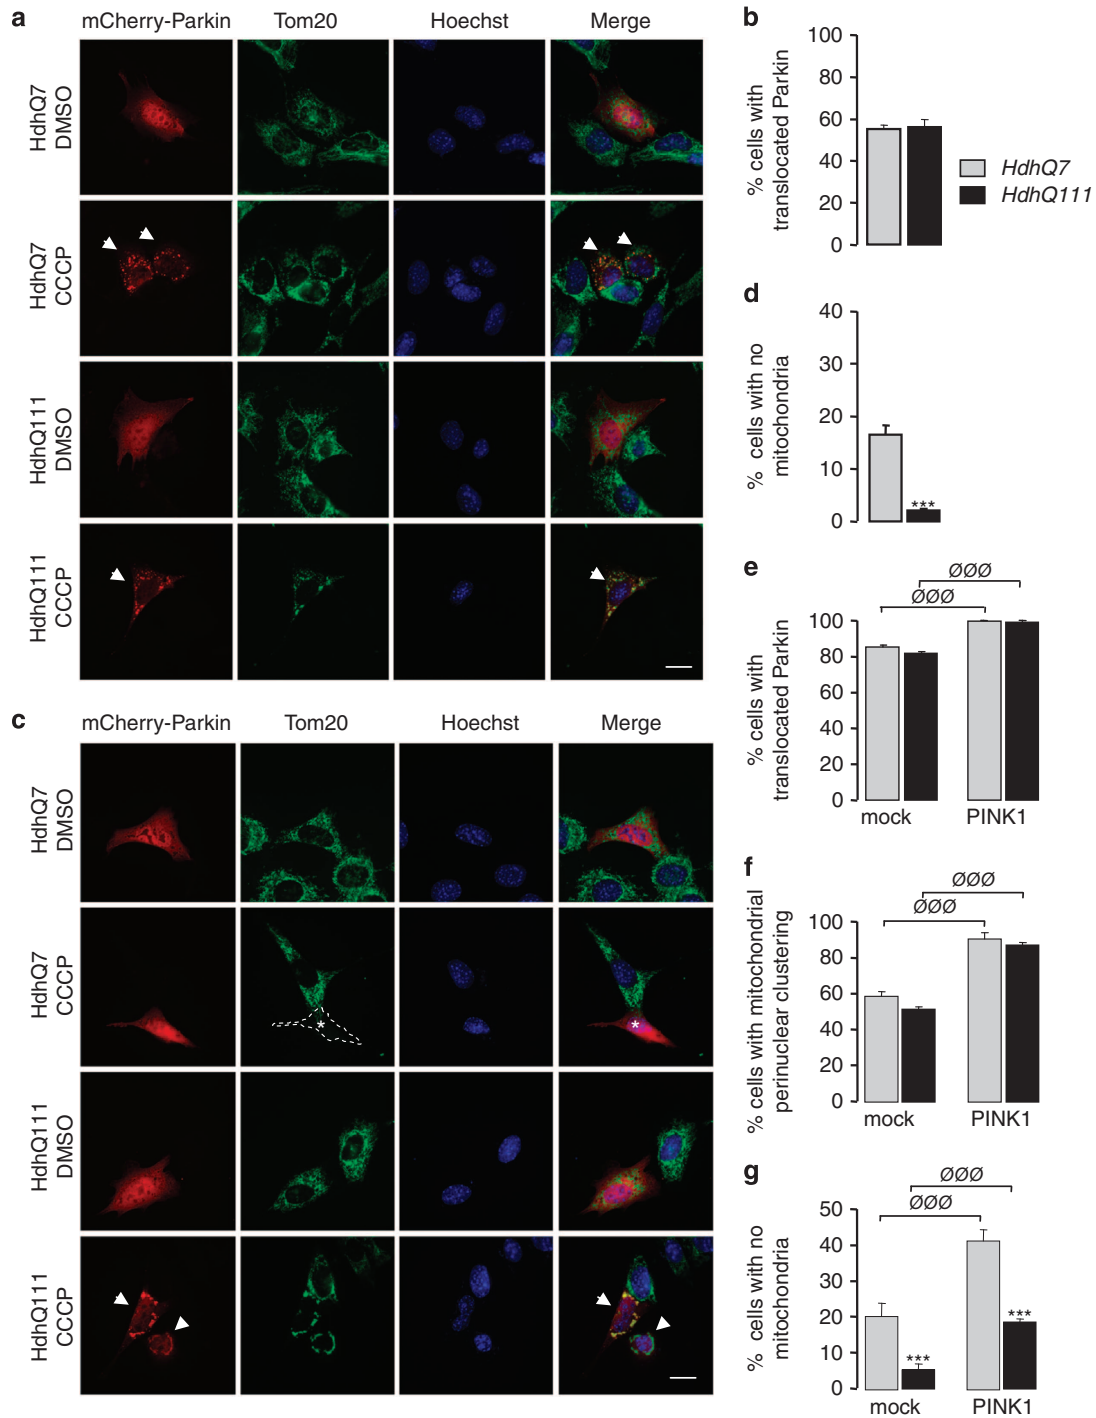 a
mCherry-Parkin Tom20 Hoechst Merge
HdhQ7
DMSO
HdhQ7
CCCP
HdhQ111
DMSO
HdhQ111
CCCP
b
% cells with
translocated Parkin
100
80
60
40
20
0
HdhQ7
HdhQ111
c
mCherry-Parkin Tom20 Hoechst Merge
HdhQ7
DMSO
HdhQ7
CCCP
*
*
HdhQ111
DMSO
HdhQ111
CCCP
d
% cells with no
mitochondria
40
30
20
10
0
***
e
% cells with
translocated Parkin
ØØØ
ØØØ
100
80
60
40
20
0
mock PINK1
f
% cells with mitochondrial
perinuclear clustering
ØØØ
ØØØ
100
80
60
40
20
0
mock PINK1
g
% cells with no
mitochondria
ØØØ
ØØØ
50
40
30
20
10
0
***
***
mock PINK1